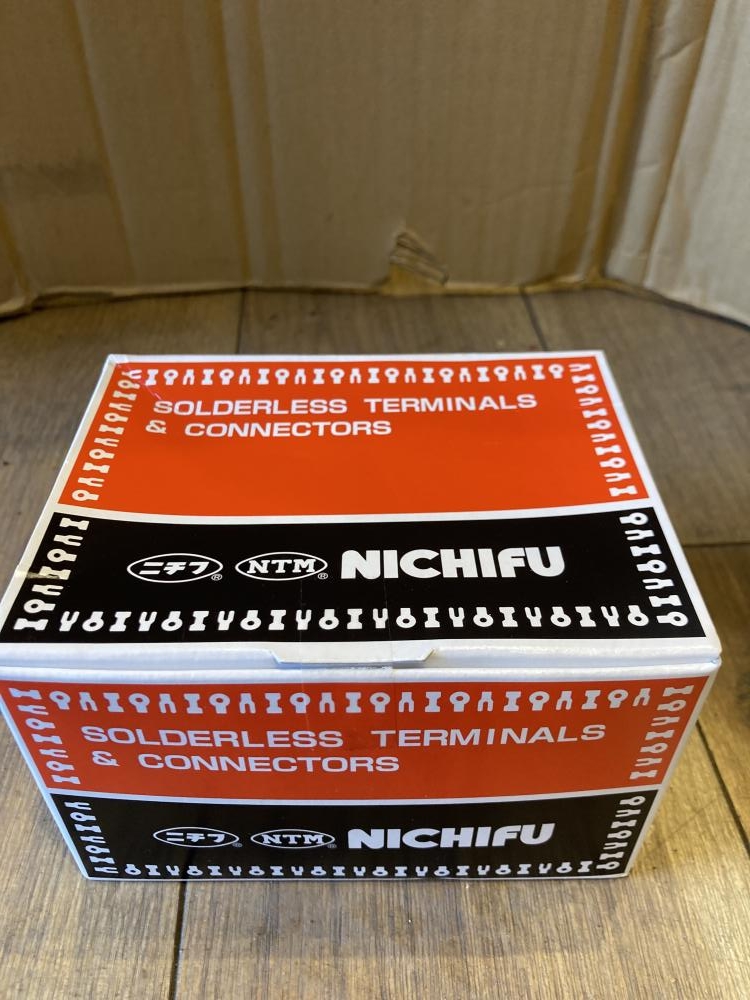 SOLDERLESS TERMINALS
& CONNECTORS
ニチフ ® NTM ® NICHIFU
SOLDERLESS TERMINALS
& CONNECTORS
ニチフ ® NTM ® NICHIFU